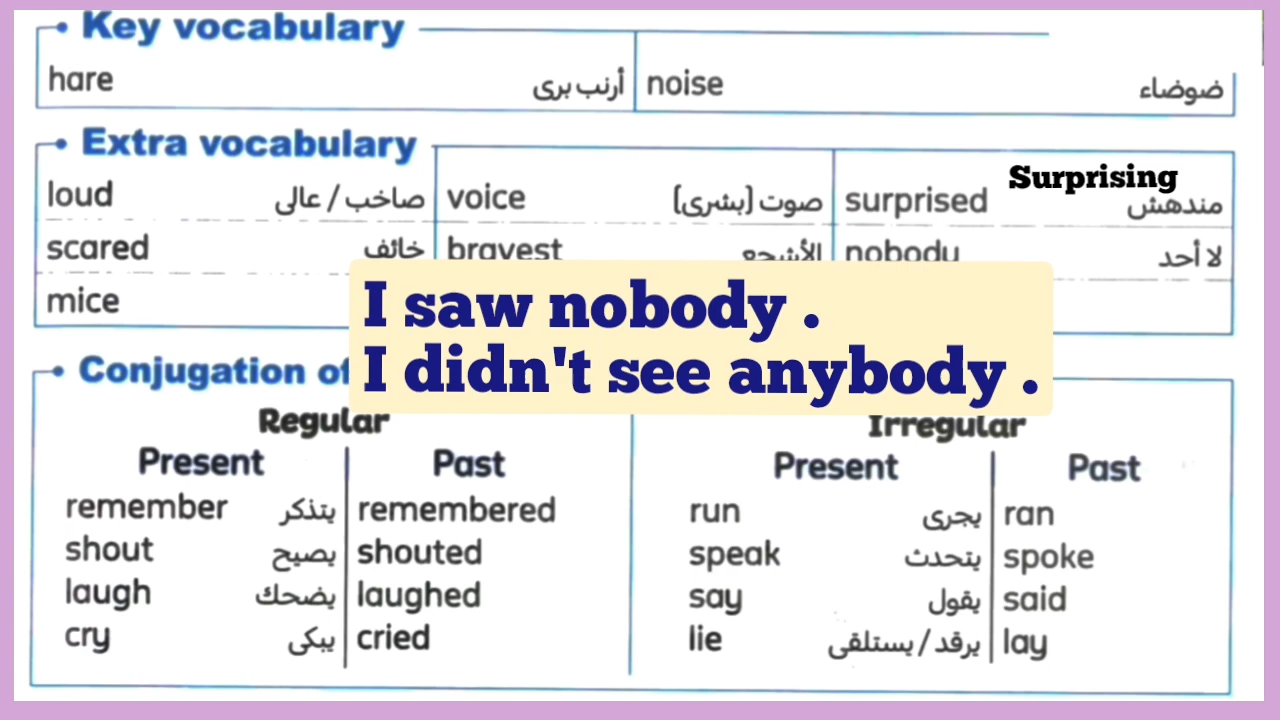 Key vocabulary
hare أرنب برى noise ضوضاء
Extra vocabulary
Surprising
loud صاخب / عالى voice صوت (بشرى) surprised مندهش
scared خائف bravest الأشجع nobody لا أحد
mice
I saw nobody .
I didn't see anybody .
Conjugation of
Regular Irregular
Present Past Present Past
remember يتذكر remembered run يجرى ran
shout يصيح shouted speak يتحدث spoke
laugh يضحك laughed say يقول said
cry يبكى cried lie يرقد / يستلقى lay